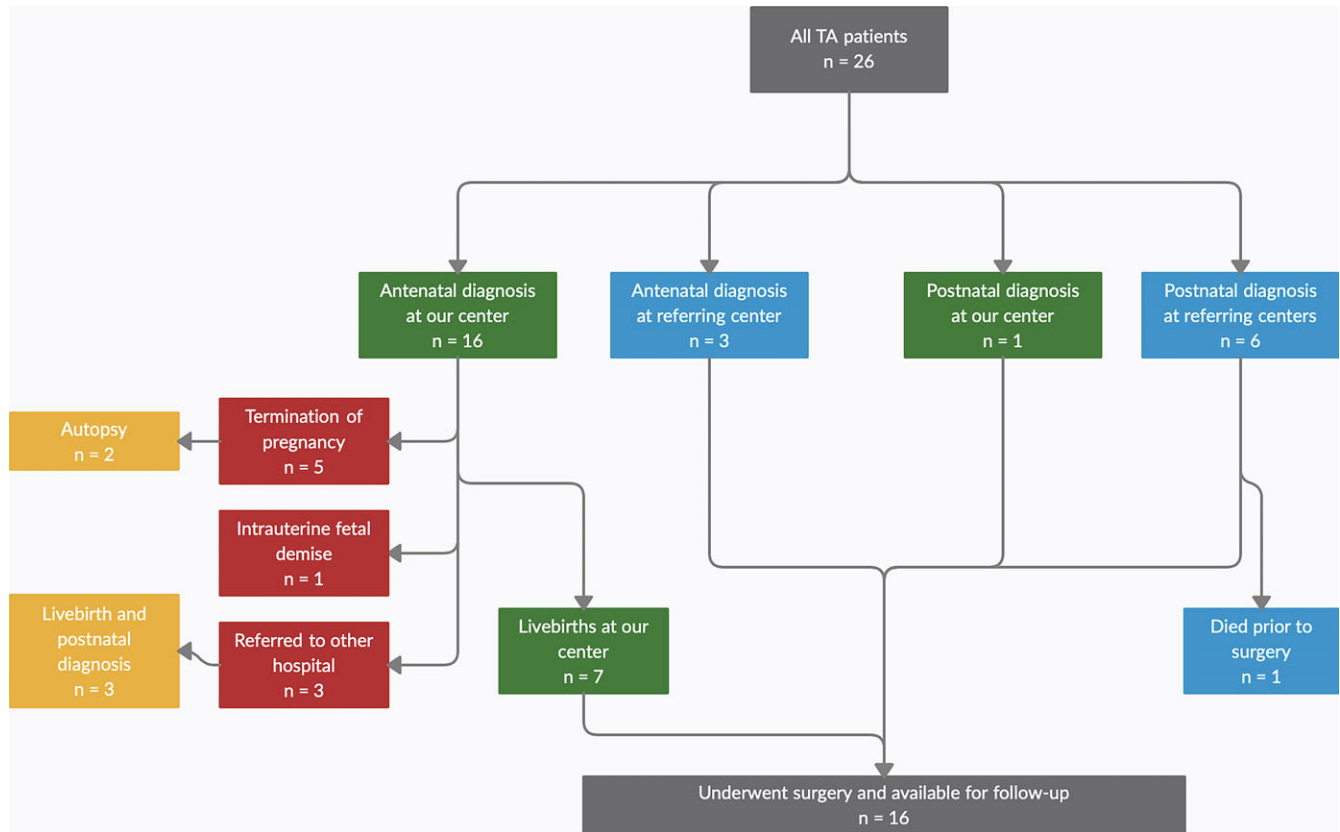 All TA patients
n = 26
Antenatal diagnosis
at our center
n = 16
Antenatal diagnosis
at referring center
n = 3
Postnatal diagnosis
at our center
n = 1
Postnatal diagnosis
at referring centers
n = 6
Autopsy
n = 2
Termination of
pregnancy
n = 5
Intrauterine fetal
demise
n = 1
Livebirth and
postnatal
diagnosis
n = 3
Referred to other
hospital
n = 3
Livebirths at our
center
n = 7
Died prior to
surgery
n = 1
Underwent surgery and available for follow-up
n = 16